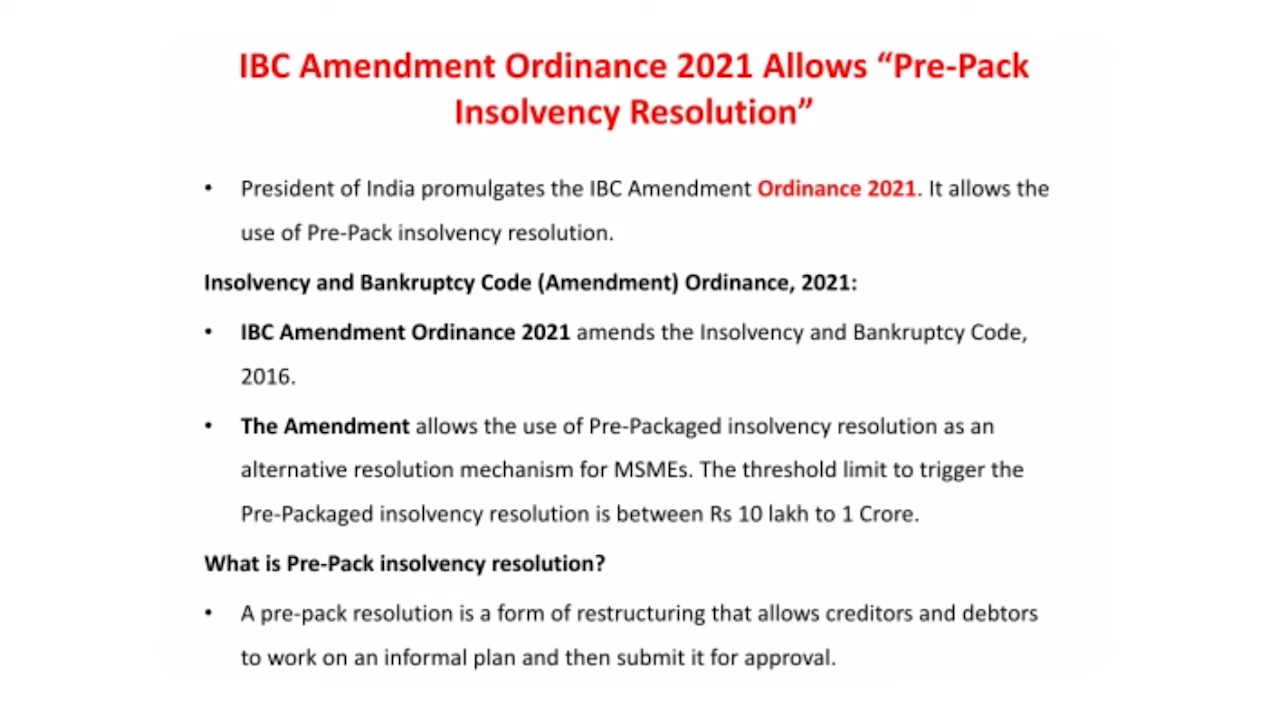 IBC Amendment Ordinance 2021 Allows “Pre-Pack
Insolvency Resolution”
• President of India promulgates the IBC Amendment Ordinance 2021. It allows the
use of Pre-Pack insolvency resolution.
Insolvency and Bankruptcy Code (Amendment) Ordinance, 2021:
• IBC Amendment Ordinance 2021 amends the Insolvency and Bankruptcy Code,
2016.
• The Amendment allows the use of Pre-Packaged insolvency resolution as an
alternative resolution mechanism for MSMEs. The threshold limit to trigger the
Pre-Packaged insolvency resolution is between Rs 10 lakh to 1 Crore.
What is Pre-Pack insolvency resolution?
• A pre-pack resolution is a form of restructuring that allows creditors and debtors
to work on an informal plan and then submit it for approval.